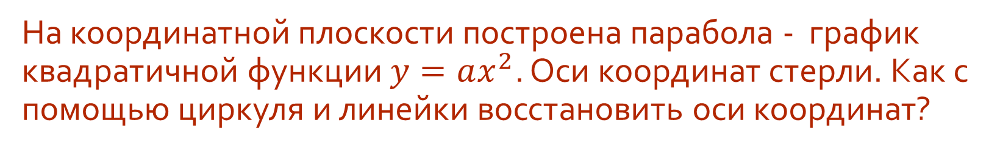 На координатной плоскости построена парабола -  график
квадратичной функции 𝑦 = 𝑎𝑥². Оси координат стерли. Как с
помощью циркуля и линейки восстановить оси координат?